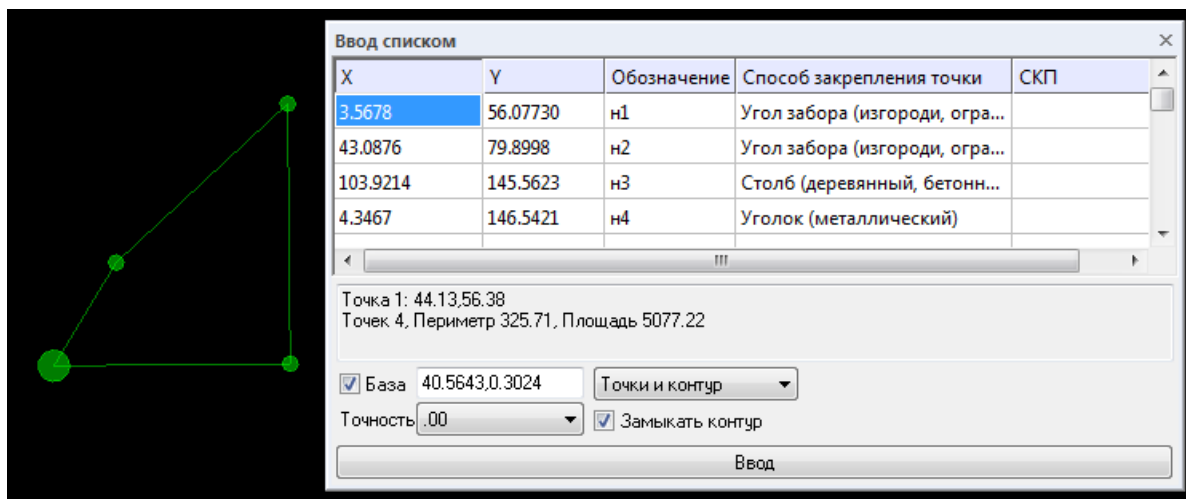 Ввод списком
X Y Обозначение Способ закрепления точки СКП
3.5678 56.07730 н1 Угол забора (изгороди, огра...
43.0876 79.8998 н2 Угол забора (изгороди, огра...
103.9214 145.5623 н3 Столб (деревянный, бетонн...
4.3467 146.5421 н4 Уголок (металлический)
Точка 1: 44.13,56.38
Точек 4, Периметр 325.71, Площадь 5077.22
База 40.5643,0.3024 Точки и контур
Точность .00 Замыкать контур
Ввод